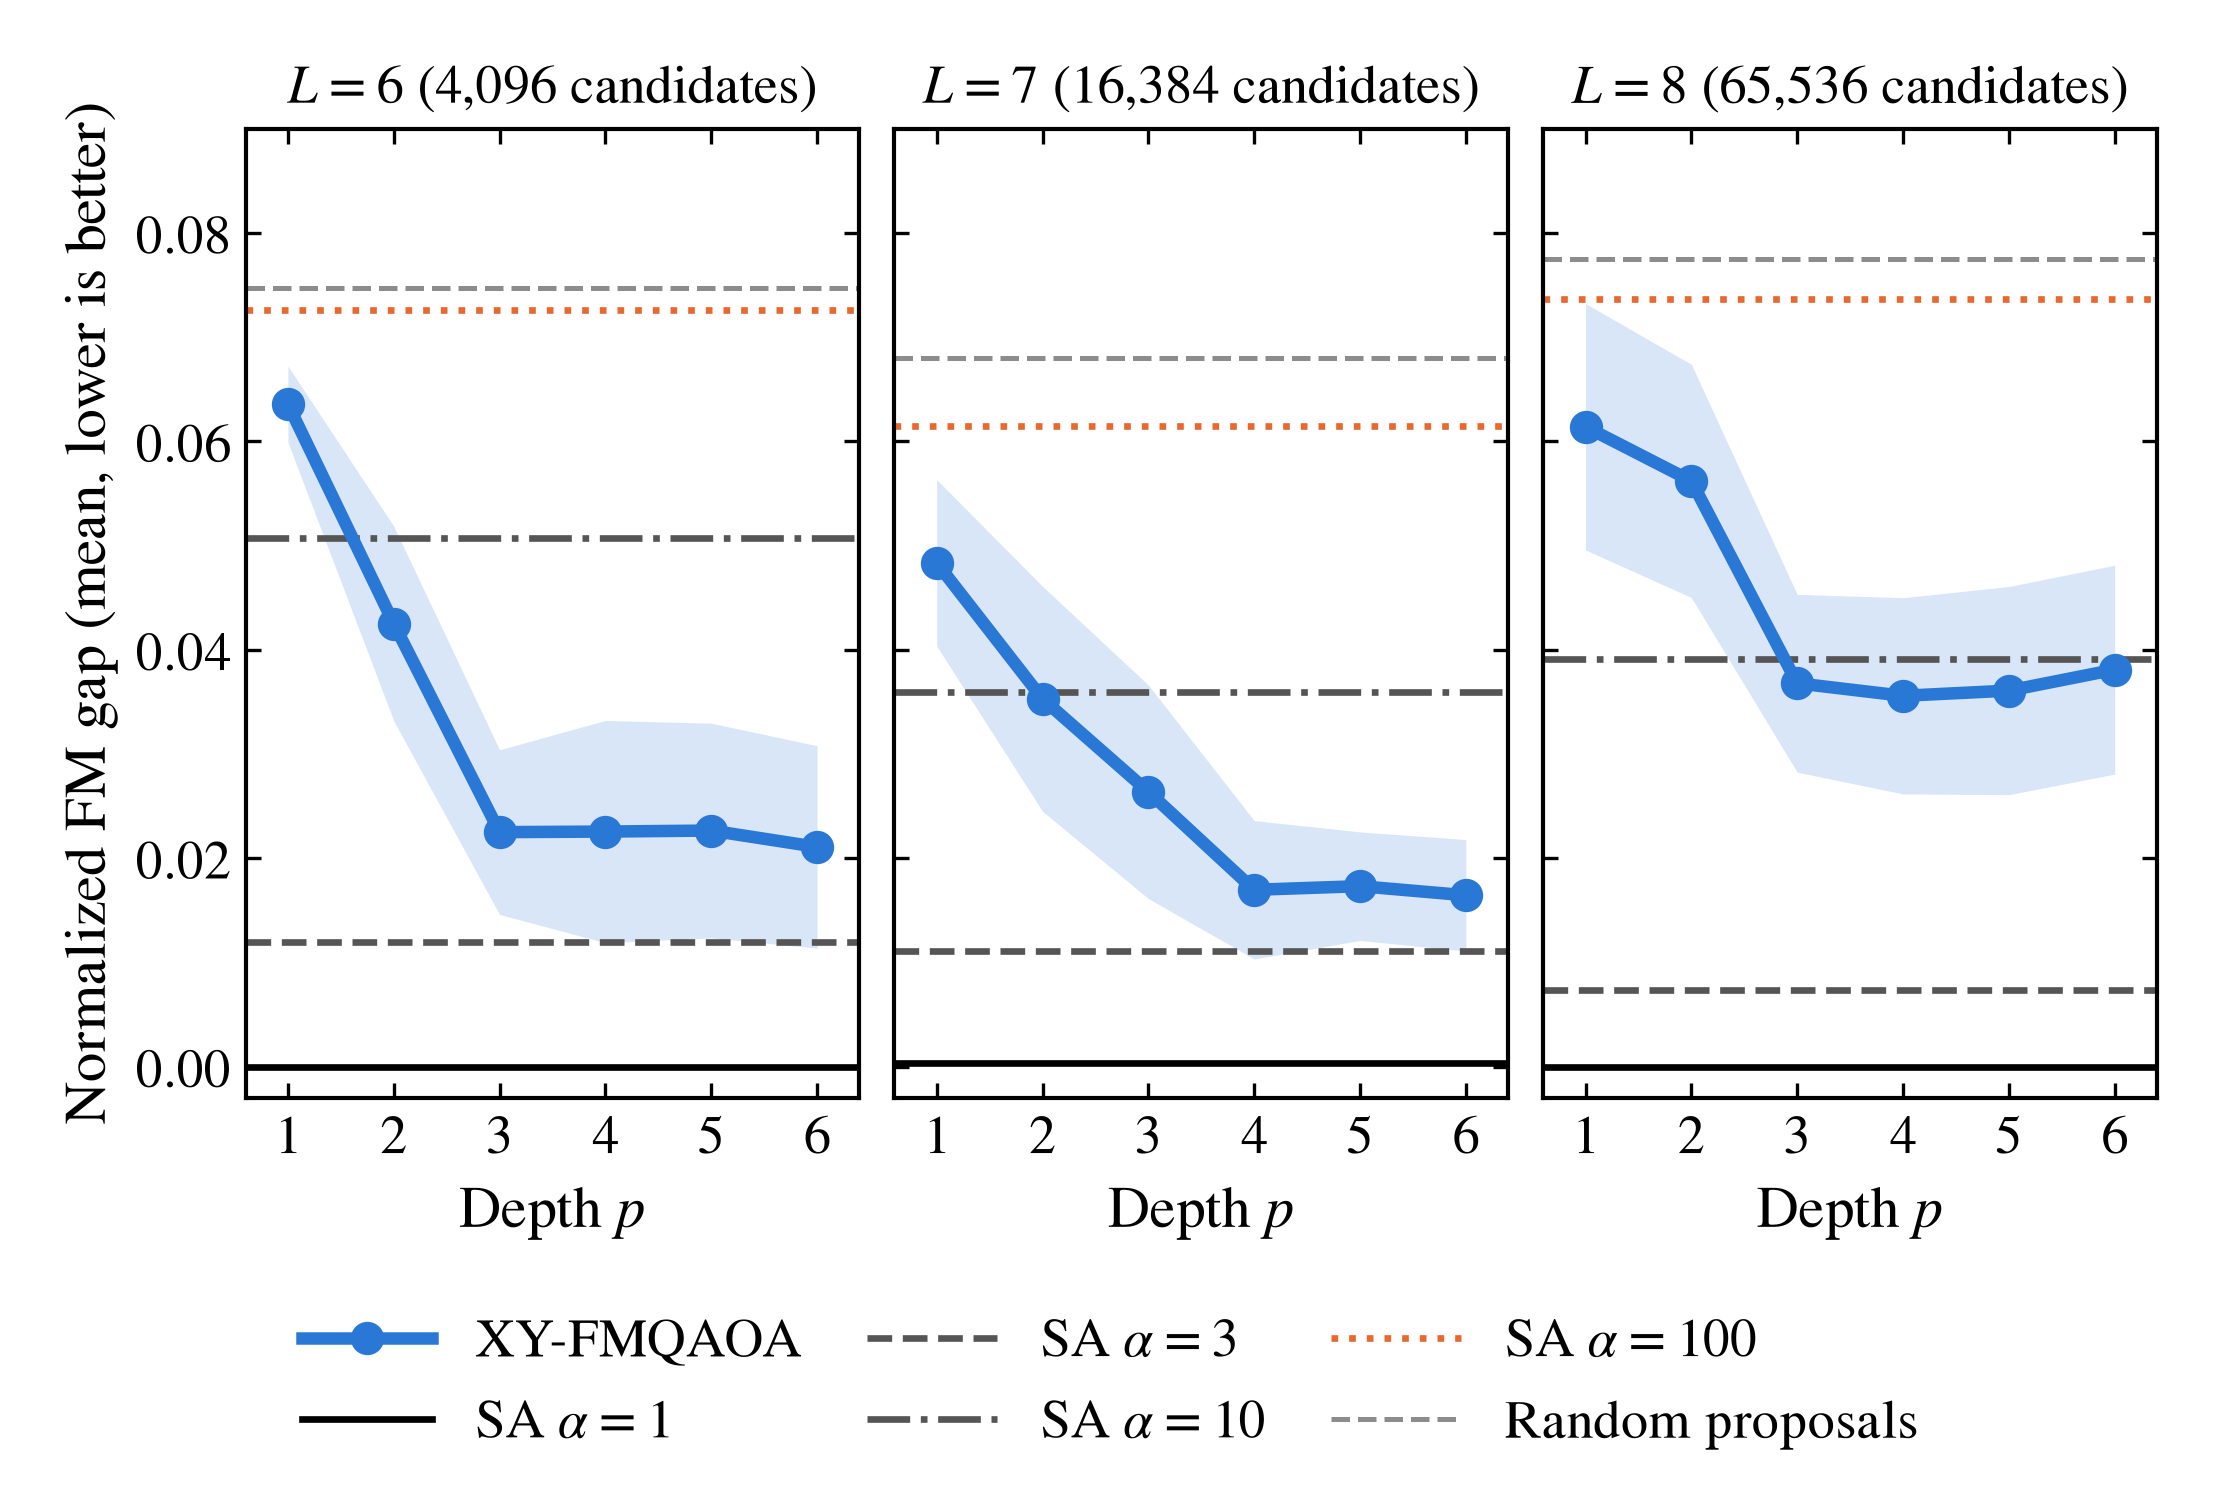 L = 6 (4,096 candidates)
L = 7 (16,384 candidates)
L = 8 (65,536 candidates)
Normalized FM gap (mean, lower is better)
0.08
0.06
0.04
0.02
0.00
1 2 3 4 5 6
1 2 3 4 5 6
1 2 3 4 5 6
Depth p
Depth p
Depth p
XY-FMQAOA
SA α = 1
SA α = 3
SA α = 10
SA α = 100
Random proposals